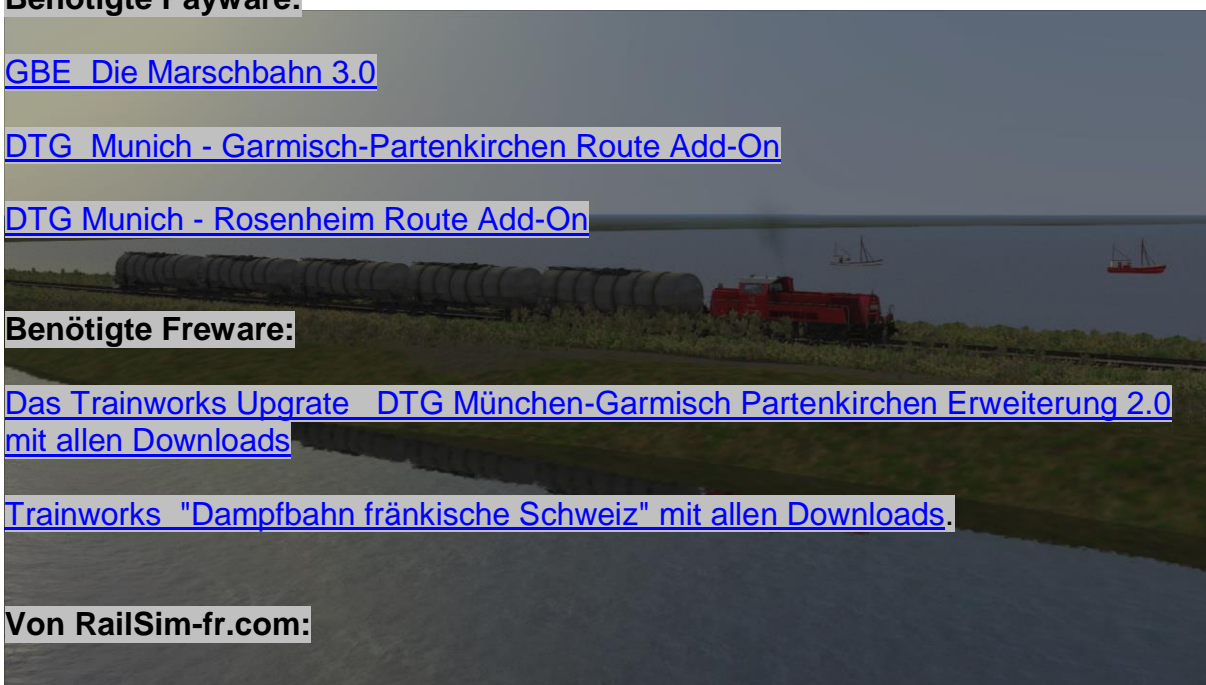 Benötigte Payware:
GBE Die Marschbahn 3.0
DTG Munich - Garmisch-Partenkirchen Route Add-On
DTG Munich - Rosenheim Route Add-On
Benötigte Freware:
Das Trainworks Upgrate DTG München-Garmisch Partenkirchen Erweiterung 2.0
mit allen Downloads
Trainworks "Dampfbahn fränkische Schweiz" mit allen Downloads.
Von RailSim-fr.com: